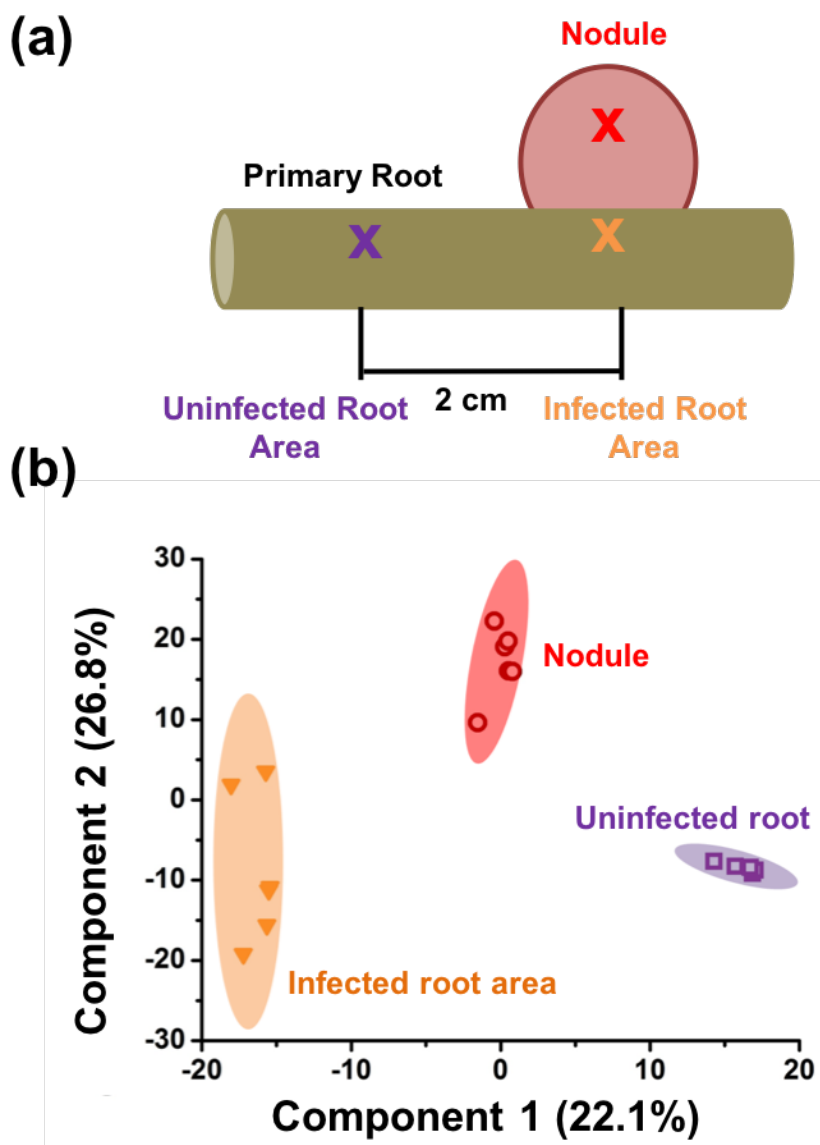 (a)
Nodule
X
Primary Root
X
X
2 cm
Uninfected Root
Area
Infected Root
Area
(b)
30
20
10
0
-10
-20
-30
-20
-10
0
10
20
Component 2 (26.8%)
Component 1 (22.1%)
Nodule
Uninfected root
Infected root area